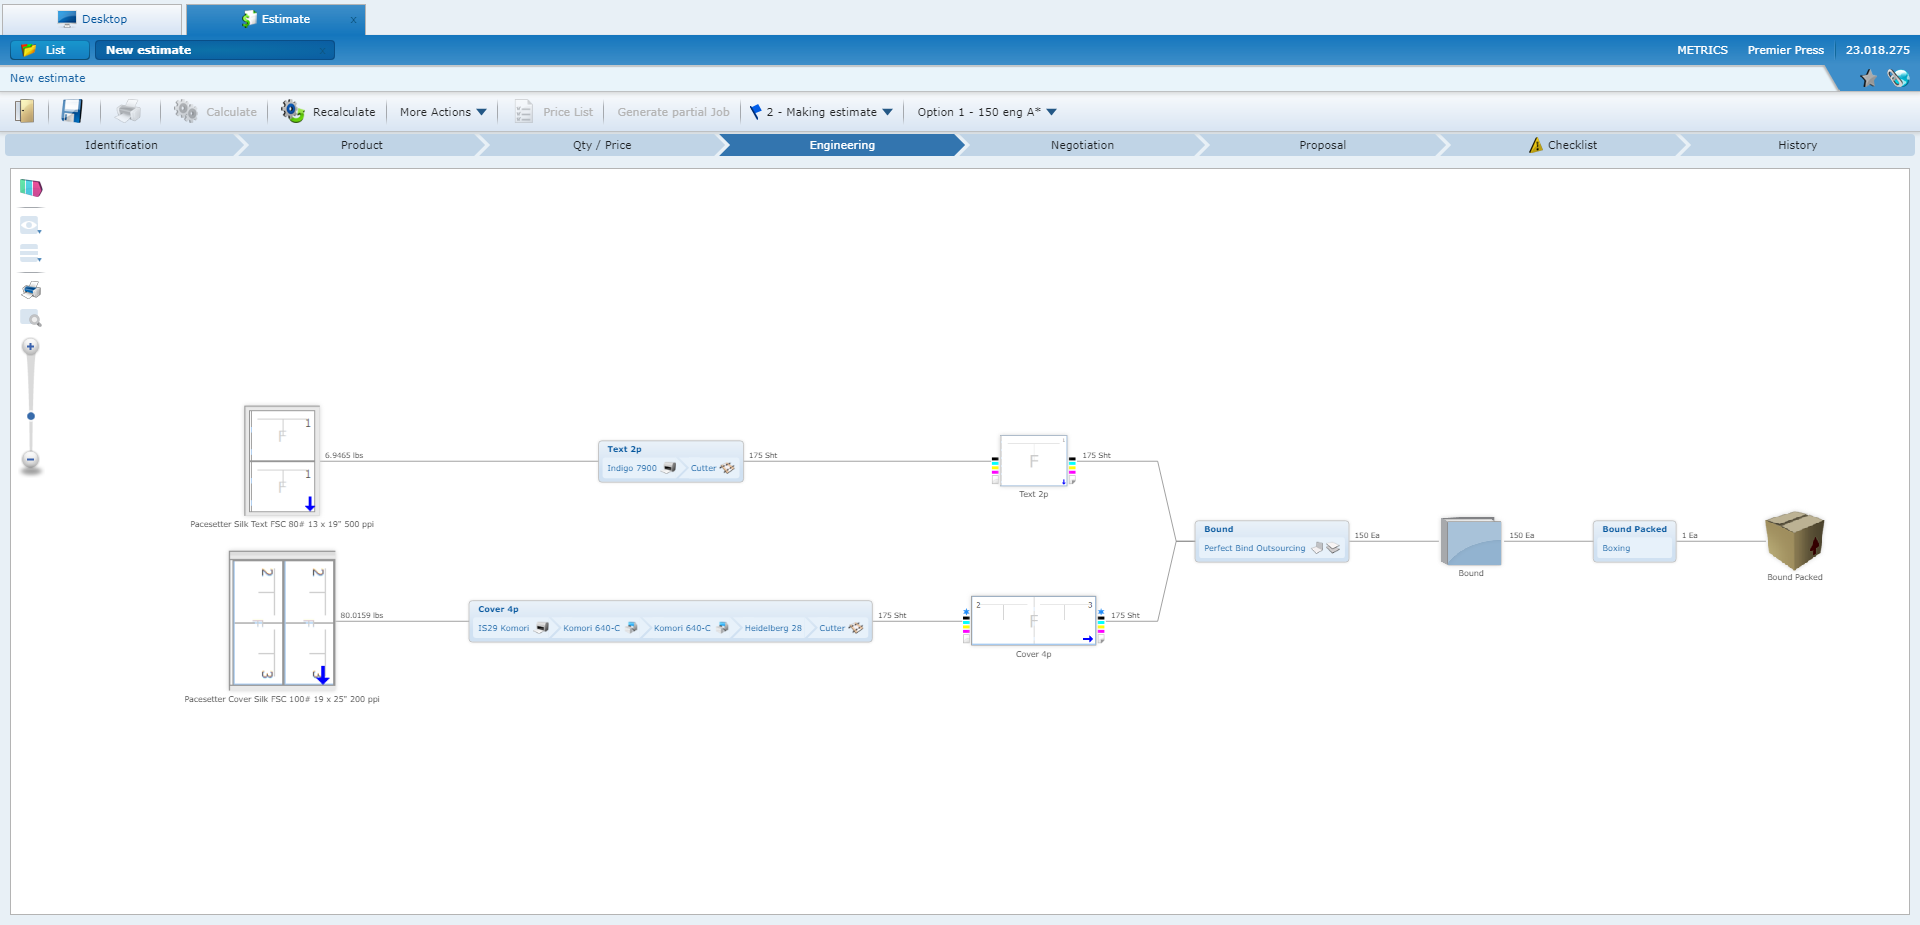 Desktop
Estimate x
List
New estimate x
METRICS Premier Press 23.018.275
New estimate
Calculate
Recalculate
More Actions
Price List
Generate partial Job
2 - Making estimate
Option 1 - 150 eng A*
Identification
Product
Qty / Price
Engineering
Negotiation
Proposal
Checklist
History
1
F
1
F
Pacesetter Silk Text FSC 80# 13 x 19" 500 ppi
6.9465 lbs
Text 2p
Indigo 7900 Cutter
175 Sht
1
F
Text 2p
175 Sht
2 2
F F
3 3
Pacesetter Cover Silk FSC 100# 19 x 25" 200 ppi
80.0159 lbs
Cover 4p
IS29 Komori Komori 640-C Komori 640-C Heidelberg 28 Cutter
175 Sht
2 3
F
Cover 4p
175 Sht
Bound
Perfect Bind Outsourcing
150 Ea
Bound
150 Ea
Bound Packed
Boxing
1 Ea
Bound Packed